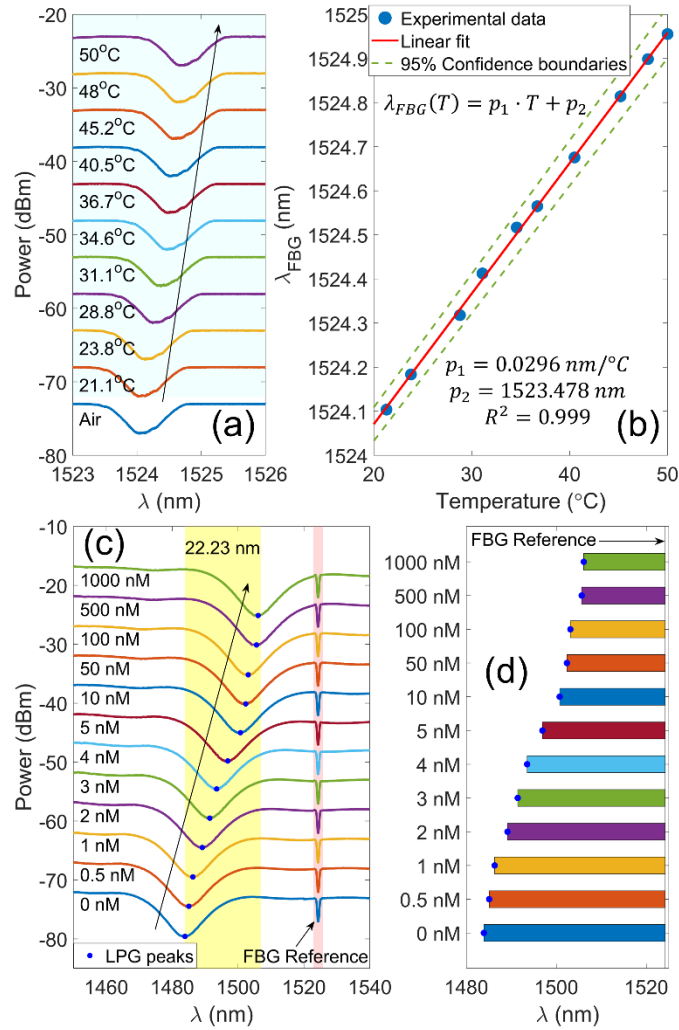 -20
-30
-40
-50
-60
-70
-80
Power (dBm)
50°C
48°C
45.2°C
40.5°C
36.7°C
34.6°C
31.1°C
28.8°C
23.8°C
21.1°C
Air
(a)
1523 1524 1525 1526
λ (nm)
1525
1524.9
1524.8
1524.7
1524.6
1524.5
1524.4
1524.3
1524.2
1524.1
1524
λFBG (nm)
Experimental data
Linear fit
95% Confidence boundaries
λFBG(T) = p1 · T + p2
p1 = 0.0296 nm/°C
p2 = 1523.478 nm
R² = 0.999
(b)
20 30 40 50
Temperature (°C)
-10
-20
-30
-40
-50
-60
-70
-80
Power (dBm)
(c)
22.23 nm
1000 nM
500 nM
100 nM
50 nM
10 nM
5 nM
4 nM
3 nM
2 nM
1 nM
0.5 nM
0 nM
LPG peaks
FBG Reference
1460 1480 1500 1520 1540
λ (nm)
FBG Reference
1000 nM
500 nM
100 nM
50 nM
10 nM
5 nM
4 nM
3 nM
2 nM
1 nM
0.5 nM
0 nM
(d)
1480 1500 1520
λ (nm)